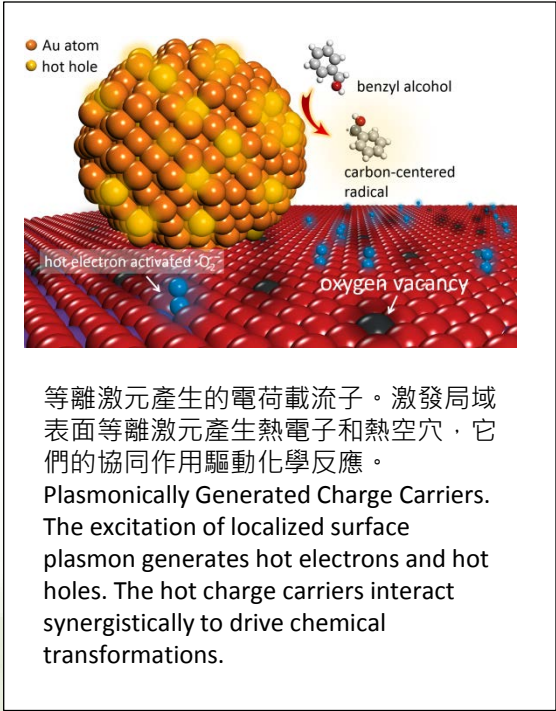 Au atom
hot hole
benzyl alcohol
carbon-centered
radical
hot electron activated ·O₂⁻
oxygen vacancy
等離激元產生的電荷載流子。激發局域
表面等離激元產生熱電子和熱空穴，它
們的協同作用驅動化學反應。
Plasmonically Generated Charge Carriers.
The excitation of localized surface
plasmon generates hot electrons and hot
holes. The hot charge carriers interact
synergistically to drive chemical
transformations.